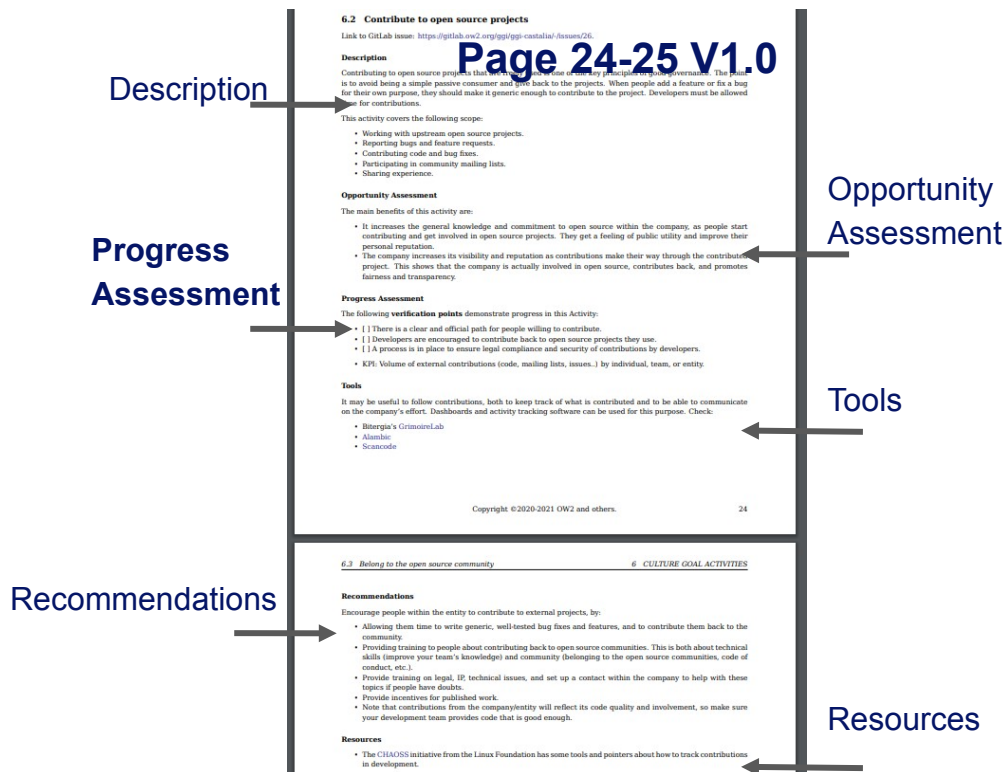 6.2 Contribute to open source projects
Link to GitLab issue: https://gitlab.ow2.org/ggi/ggi-castalia/-/issues/26.
Page 24-25 V1.0
Description
Description
Contributing to open source projects that are used is one of the key principles of good governance. The point
is to avoid being a simple passive consumer and give back to the projects. When people add a feature or fix a bug
for their own purpose, they should make it generic enough to contribute to the project. Developers must be allowed
time for contributions.
This activity covers the following scope:
• Working with upstream open source projects.
• Reporting bugs and feature requests.
• Contributing code and bug fixes.
• Participating in community mailing lists.
• Sharing experience.
Opportunity
Assessment
Opportunity Assessment
The main benefits of this activity are:
• It increases the general knowledge and commitment to open source within the company, as people start
contributing and get involved in open source projects. They get a feeling of public utility and improve their
personal reputation.
• The company increases its visibility and reputation as contributions make their way through the contributed
project. This shows that the company is actually involved in open source, contributes back, and promotes
fairness and transparency.
Progress
Assessment
Progress Assessment
The following verification points demonstrate progress in this Activity:
• [ ] There is a clear and official path for people willing to contribute.
• [ ] Developers are encouraged to contribute back to open source projects they use.
• [ ] A process is in place to ensure legal compliance and security of contributions by developers.
• KPI: Volume of external contributions (code, mailing lists, issues..) by individual, team, or entity.
Tools
Tools
It may be useful to follow contributions, both to keep track of what is contributed and to be able to communicate
on the company's effort. Dashboards and activity tracking software can be used for this purpose. Check:
• Bitergia's GrimoireLab
• Alambic
• Scancode
Copyright ©2020-2021 OW2 and others. 24
6.3 Belong to the open source community 6 CULTURE GOAL ACTIVITIES
Recommendations
Recommendations
Encourage people within the entity to contribute to external projects, by:
• Allowing them time to write generic, well-tested bug fixes and features, and to contribute them back to the
community.
• Providing training to people about contributing back to open source communities. This is both about technical
skills (improve your team's knowledge) and community (belonging to the open source communities, code of
conduct, etc.).
• Provide training on legal, IP, technical issues, and set up a contact within the company to help with these
topics if people have doubts.
• Provide incentives for published work.
• Note that contributions from the company/entity will reflect its code quality and involvement, so make sure
your development team provides code that is good enough.
Resources
Resources
• The CHAOSS initiative from the Linux Foundation has some tools and pointers about how to track contributions
in development.